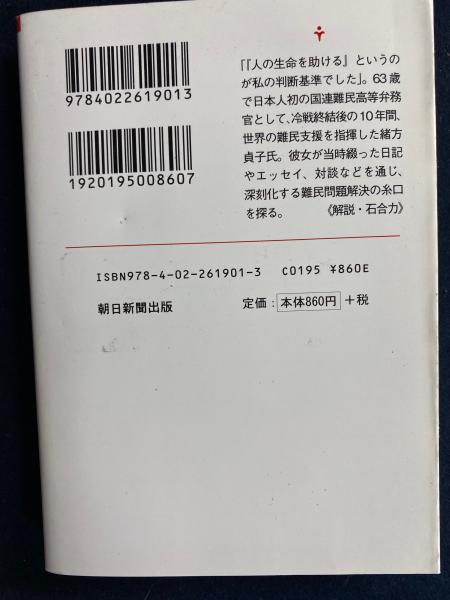 9784022619013
1920195008607
「『人の生命を助ける』というの
が私の判断基準でした」。63歳
で日本人初の国連難民高等弁務
官として、冷戦終結後の10年間、
世界の難民支援を指揮した緒方
貞子氏。彼女が当時綴った日記
やエッセイ、対談などを通じ、
深刻化する難民問題解決の糸口
を探る。 《解説・石合力》
ISBN978-4-02-261901-3 C0195 ¥860E
朝日新聞出版 定価：本体860円＋税